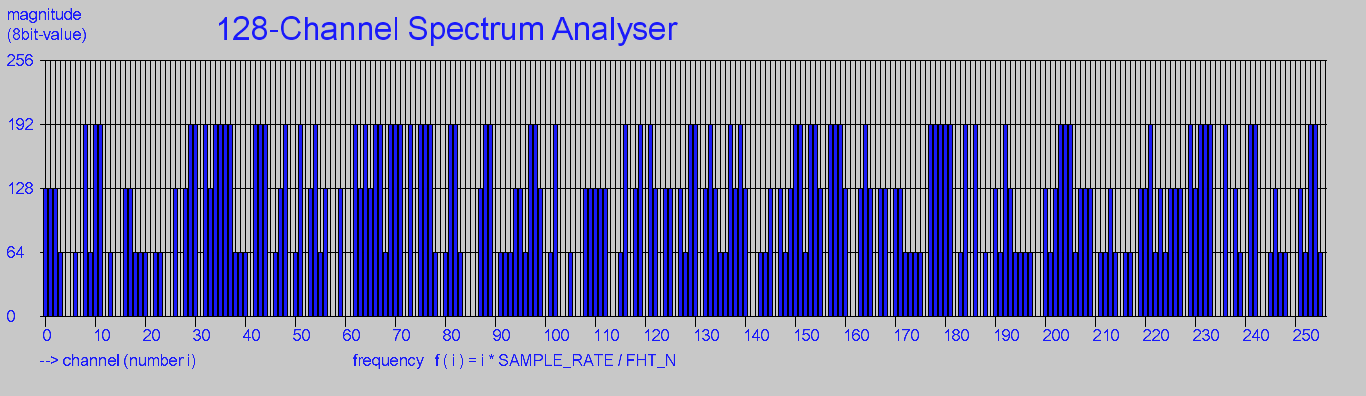 magnitude
(8bit-value)
128-Channel Spectrum Analyser
256
192
128
64
0
0 10 20 30 40 50 60 70 80 90 100 110 120 130 140 150 160 170 180 190 200 210 220 230 240 250
--> channel (number i) frequency f ( i ) = i * SAMPLE_RATE / FHT_N